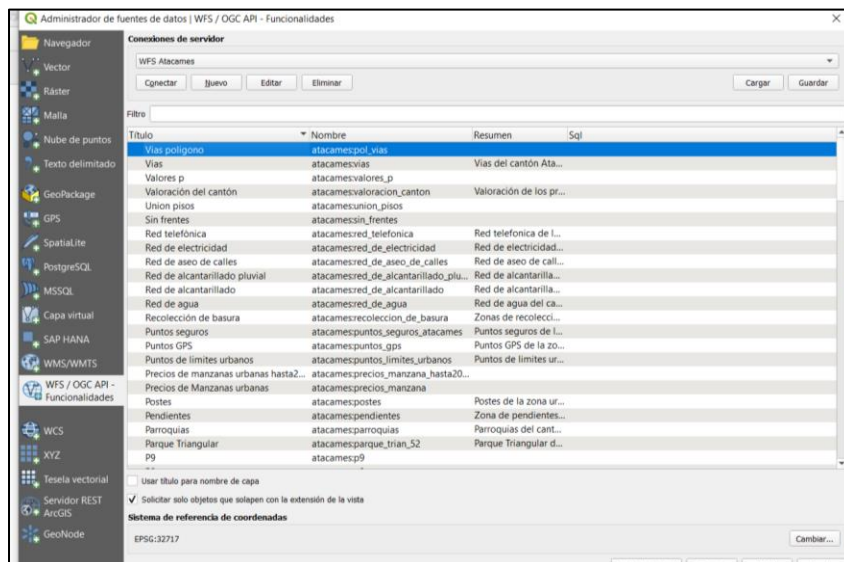 Administrador de fuentes de datos | WFS / OGC API - Funcionalidades
Navegador
Vector
Ráster
Malla
Nube de puntos
Texto delimitado
GeoPackage
GPS
SpatiaLite
PostgreSQL
MSSQL
Capa virtual
SAP HANA
WMS/WMTS
WFS / OGC API -
Funcionalidades
WCS
XYZ
Tesela vectorial
Servidor REST
ArcGIS
GeoNode
Conexiones de servidor
WFS Atacames
Conectar Nuevo Editar Eliminar Cargar Guardar
Filtro
Título Nombre Resumen Sql
Vias poligono atacames:pol_vias
Vias atacames:vias Vias del cantón Ata...
Valores p atacames:valores_p
Valoración del cantón atacames:valoracion_canton Valoración de los pr...
Union pisos atacames:union_pisos
Sin frentes atacames:sin_frentes
Red telefónica atacames:red_telefonica Red telefonica de l...
Red de electricidad atacames:red_de_electricidad Red de electricidad...
Red de aseo de calles atacames:red_de_aseo_de_calles Red de aseo de call...
Red de alcantarillado pluvial atacames:red_de_alcantarillado_plu... Red de alcantarilla...
Red de alcantarillado atacames:red_de_alcantarillado Red de alcantarilla...
Red de agua atacames:red_de_agua Red de agua del ca...
Recolección de basura atacames:recoleccion_de_basura Zonas de recolecci...
Puntos seguros atacames:puntos_seguros_atacames Puntos seguros de l...
Puntos GPS atacames:puntos_gps Puntos GPS de la zo...
Puntos de limites urbanos atacames:puntos_limites_urbanos Puntos de limites ur...
Precios de manzanas urbanas hasta2... atacames:precios_manzana_hasta20...
Precios de Manzanas urbanas atacames:precios_manzana
Postes atacames:postes Postes de la zona ur...
Pendientes atacames:pendientes Zona de pendientes...
Parroquias atacames:parroquias Parroquias del cant...
Parque Triangular atacames:parque_trian_52 Parque Triangular d...
P9 atacames:p9
Usar título para nombre de capa
Solicitar solo objetos que solapen con la extensión de la vista
Sistema de referencia de coordenadas
EPSG:32717 Cambiar...